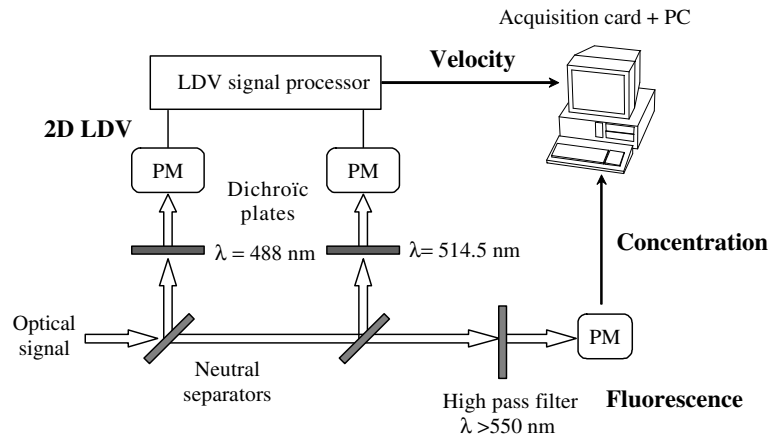 Acquisition card + PC
Velocity
LDV signal processor
2D LDV
PM
PM
Dichroïc
plates
λ = 488 nm
λ= 514.5 nm
Concentration
Optical
signal
PM
Neutral
separators
High pass filter
λ >550 nm
Fluorescence